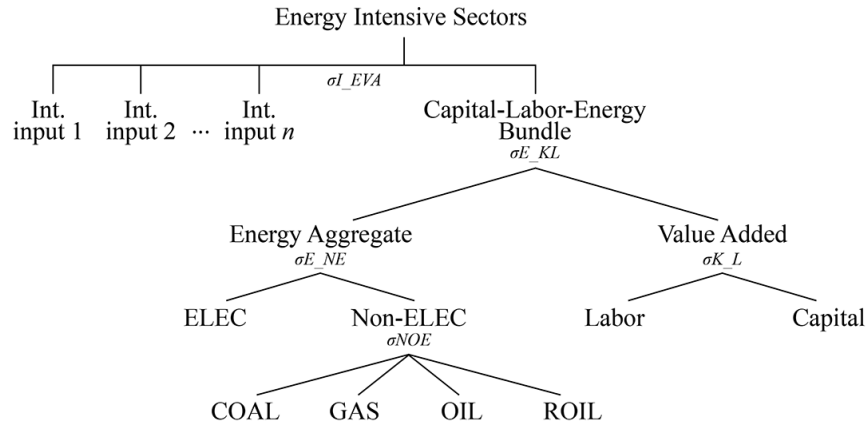 Energy Intensive Sectors
σI_EVA
Int. input 1
Int. input 2
...
Int. input n
Capital-Labor-Energy
Bundle
σE_KL
Energy Aggregate
σE_NE
Value Added
σK_L
ELEC
Non-ELEC
σNOE
Labor
Capital
COAL
GAS
OIL
ROIL